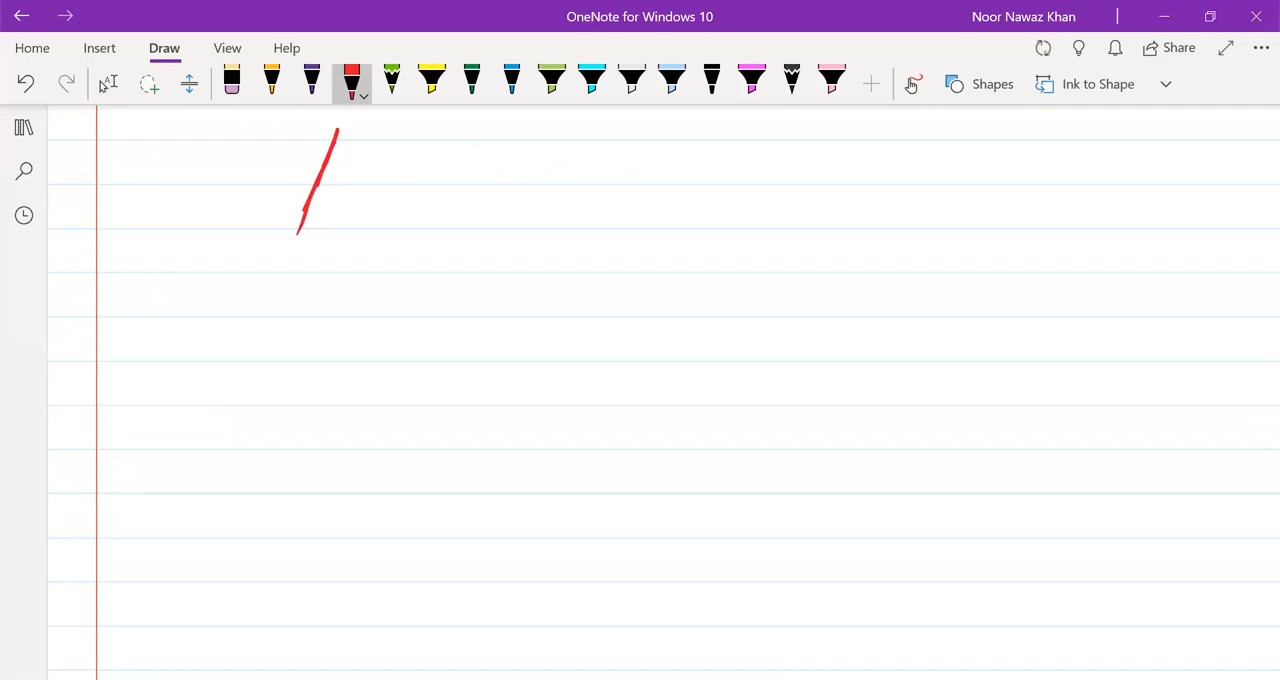 OneNote for Windows 10
Noor Nawaz Khan
Home Insert Draw View Help
Share
Shapes
Ink to Shape